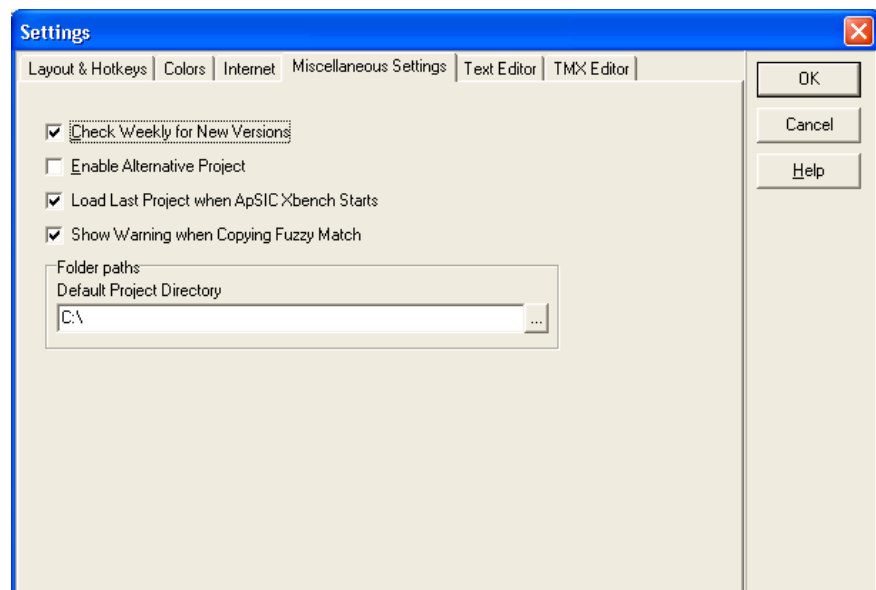 Settings
Layout & Hotkeys Colors Internet Miscellaneous Settings Text Editor TMX Editor
OK
Cancel
Help
Check Weekly for New Versions
Enable Alternative Project
Load Last Project when ApSIC Xbench Starts
Show Warning when Copying Fuzzy Match
Folder paths
Default Project Directory
C:\
...